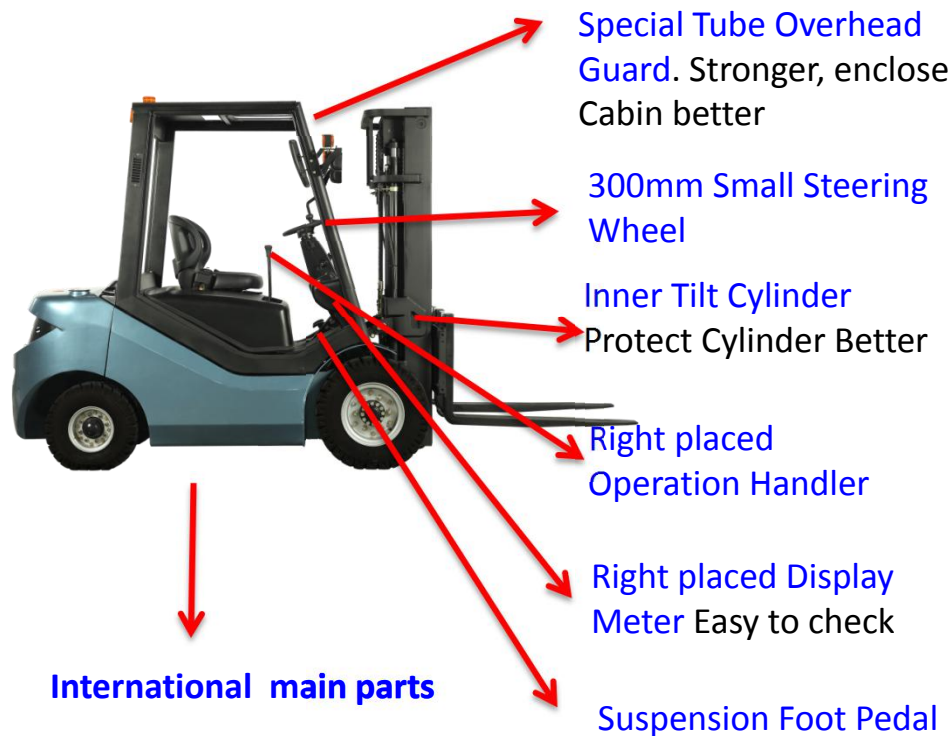 Special Tube Overhead
Guard. Stronger, enclose
Cabin better
300mm Small Steering
Wheel
Inner Tilt Cylinder
Protect Cylinder Better
Right placed
Operation Handler
Right placed Display
Meter Easy to check
International main parts
Suspension Foot Pedal